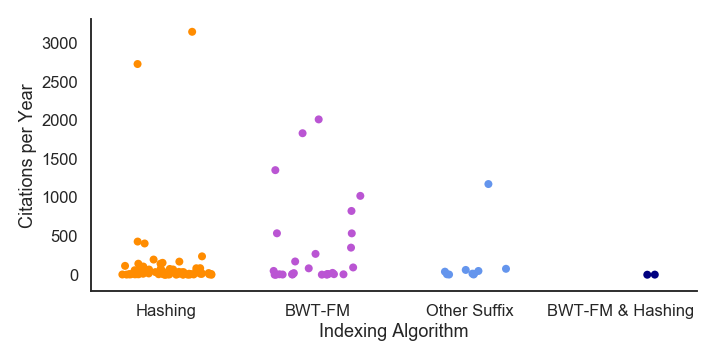 Citations per Year
3000
2500
2000
1500
1000
500
0
Hashing BWT-FM Other Suffix BWT-FM & Hashing
Indexing Algorithm